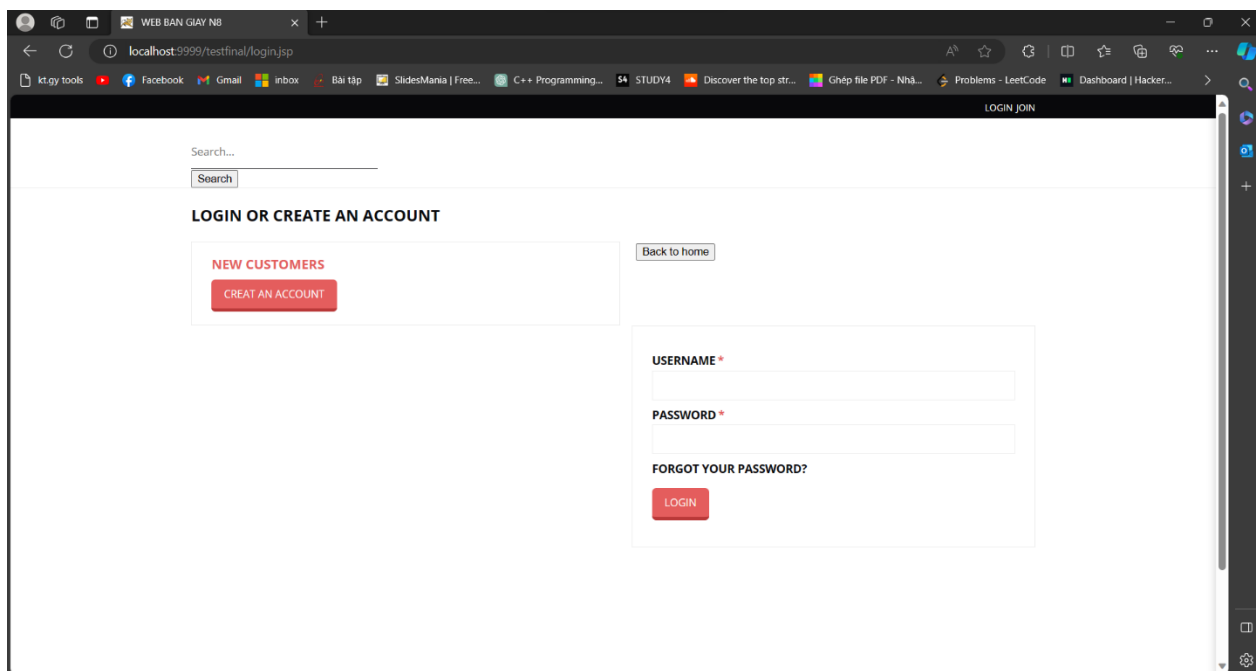 WEB BAN GIAY N8
localhost:9999/testfinal/login.jsp
kt.gy tools Facebook Gmail inbox Bài tập SlidesMania | Free... C++ Programming... S4 STUDY4 Discover the top str... Ghép file PDF - Nhậ... Problems - LeetCode Dashboard | Hacker...
LOGIN JOIN
Search...
Search
LOGIN OR CREATE AN ACCOUNT
NEW CUSTOMERS
CREAT AN ACCOUNT
Back to home
USERNAME *
PASSWORD *
FORGOT YOUR PASSWORD?
LOGIN